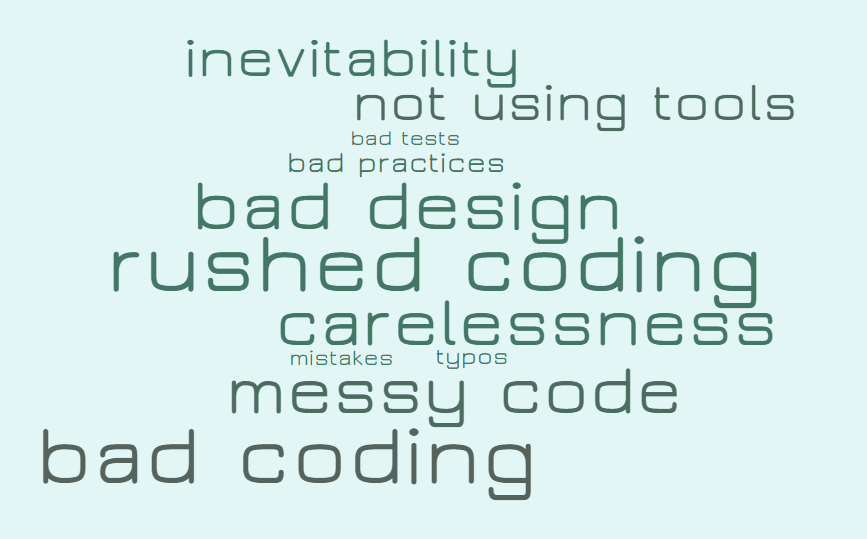 inevitability
not using tools
bad tests
bad practices
bad design
rushed coding
carelessness
mistakes typos
messy code
bad coding